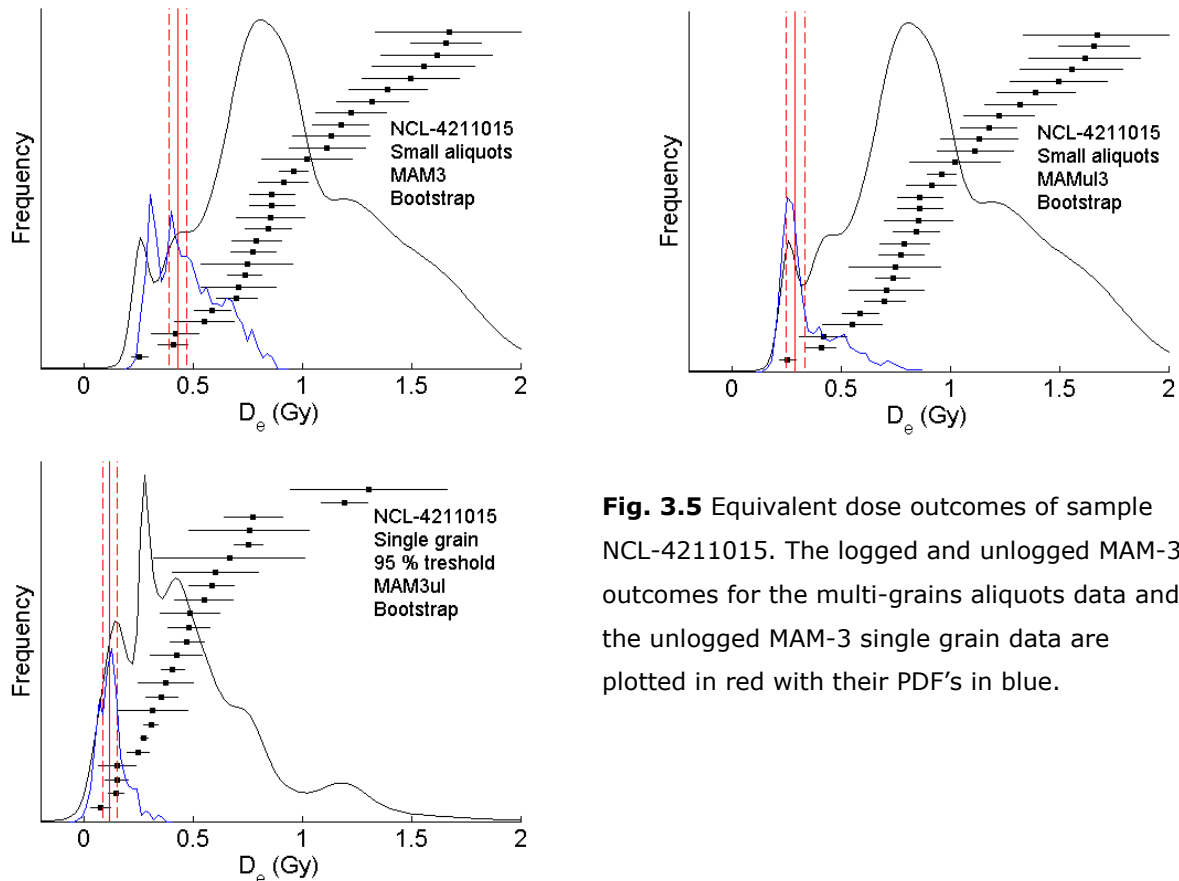 Frequency
NCL-4211015
Small aliquots
MAM3
Bootstrap
0
0.5
1
1.5
2
De (Gy)
Frequency
NCL-4211015
Small aliquots
MAMul3
Bootstrap
0
0.5
1
1.5
2
De (Gy)
Frequency
NCL-4211015
Single grain
95 % treshold
MAM3ul
Bootstrap
0
0.5
1
1.5
2
De (Gy)
Fig. 3.5 Equivalent dose outcomes of sample
NCL-4211015. The logged and unlogged MAM-3
outcomes for the multi-grains aliquots data and
the unlogged MAM-3 single grain data are
plotted in red with their PDF's in blue.